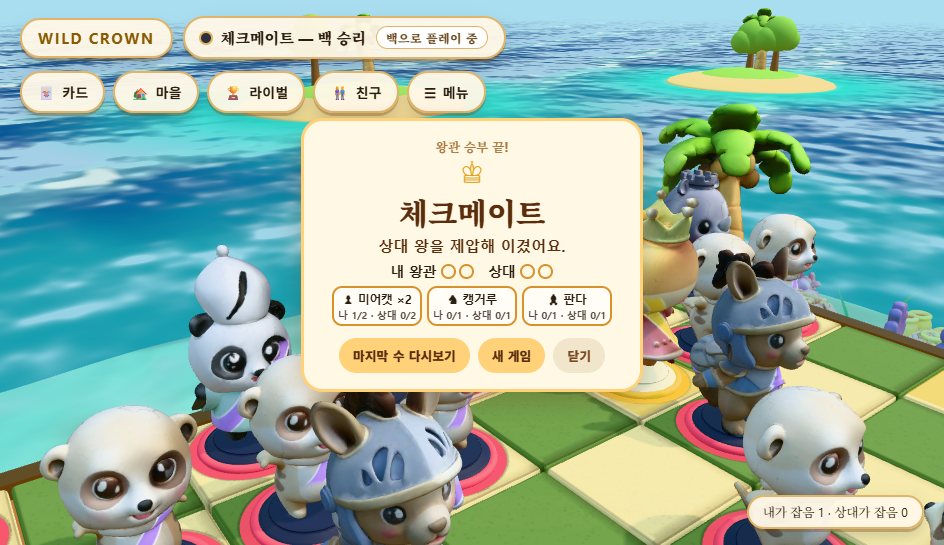 WILD CROWN
체크메이트 — 백 승리
백으로 플레이 중
카드
마을
라이벌
친구
메뉴
왕관 승부 끝!
체크메이트
상대 왕을 제압해 이겼어요.
내 왕관 상대
미어캣 ×2 캥거루 판다
나 1/2 · 상대 0/2 나 0/1 · 상대 0/1 나 0/1 · 상대 0/1
마지막 수 다시보기 새 게임 닫기
내가 잡음 1 · 상대가 잡음 0